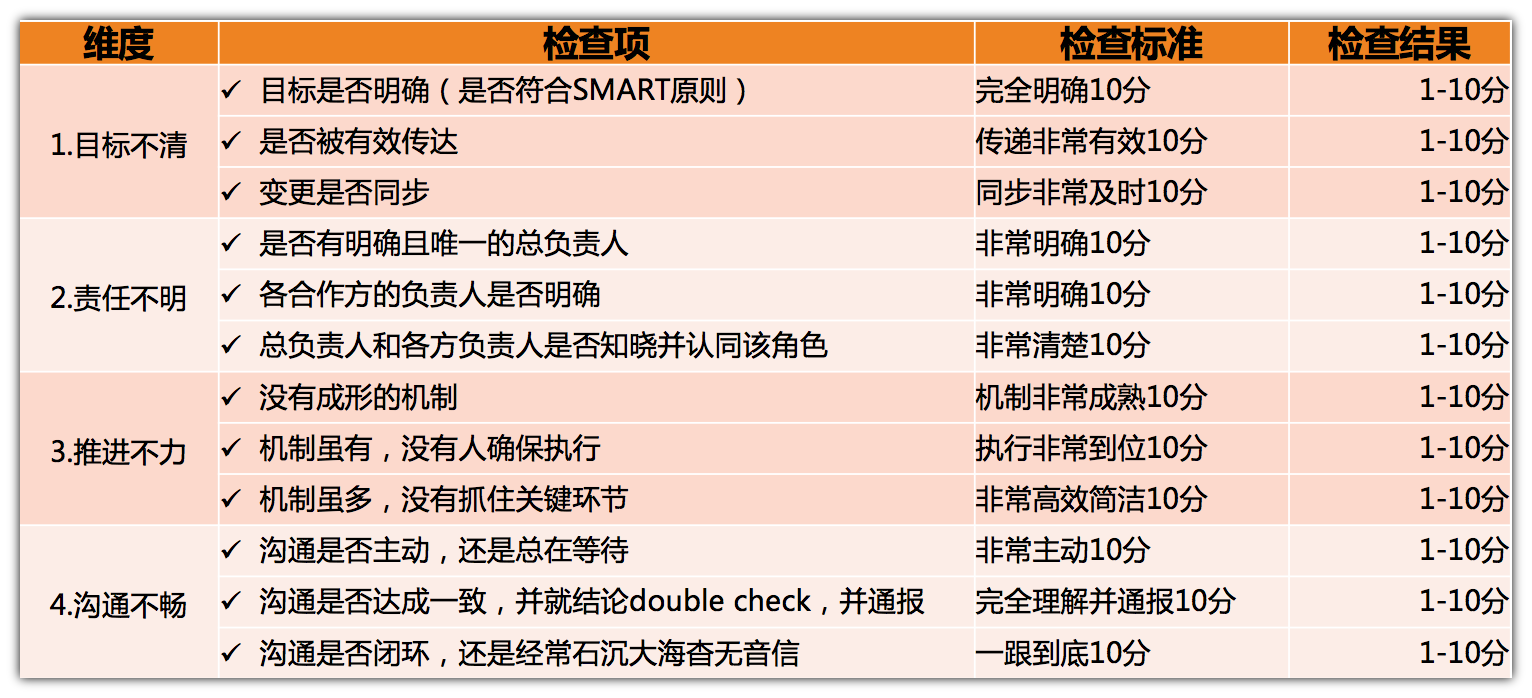 维度 检查项 检查标准 检查结果
✓ 目标是否明确（是否符合SMART原则） 完全明确10分 1-10分
1.目标不清 ✓ 是否被有效传达 传递非常有效10分 1-10分
✓ 变更是否同步 同步非常及时10分 1-10分
✓ 是否有明确且唯一的总负责人 非常明确10分 1-10分
2.责任不明 ✓ 各合作方的负责人是否明确 非常明确10分 1-10分
✓ 总负责人和各方负责人是否知晓并认同该角色 非常清楚10分 1-10分
✓ 没有成形的机制 机制非常成熟10分 1-10分
3.推进不力 ✓ 机制虽有，没有人确保执行 执行非常到位10分 1-10分
✓ 机制虽多，没有抓住关键环节 非常高效简洁10分 1-10分
✓ 沟通是否主动，还是总在等待 非常主动10分 1-10分
4.沟通不畅 ✓ 沟通是否达成一致，并就结论double check，并通报 完全理解并通报10分 1-10分
✓ 沟通是否闭环，还是经常石沉大海杳无音信 一跟到底10分 1-10分